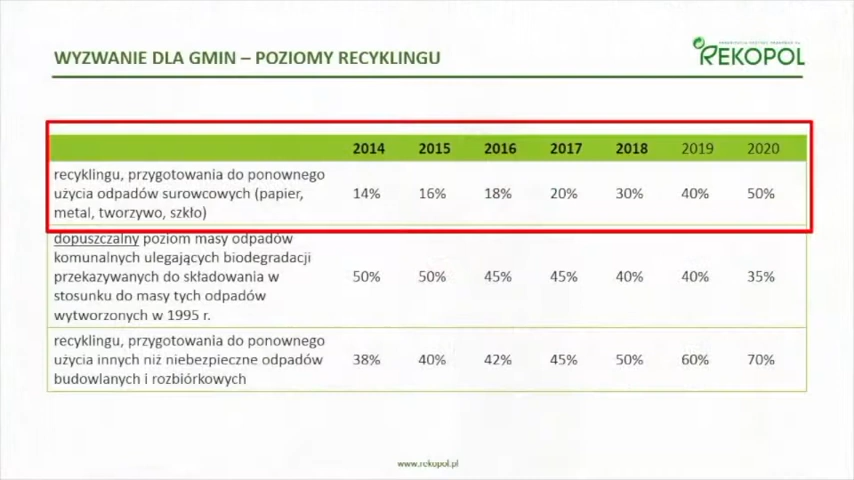 WYZWANIE DLA GMIN – POZIOMY RECYKLINGU
REKOPOL
2014 2015 2016 2017 2018 2019 2020
recyklingu, przygotowania do ponownego
użycia odpadów surowcowych (papier, 14% 16% 18% 20% 30% 40% 50%
metal, tworzywo, szkło)
dopuszczalny poziom masy odpadów
komunalnych ulegających biodegradacji
przekazywanych do składowania w 50% 50% 45% 45% 40% 40% 35%
stosunku do masy tych odpadów
wytworzonych w 1995 r.
recyklingu, przygotowania do ponownego
użycia innych niż niebezpieczne odpadów 38% 40% 42% 45% 50% 60% 70%
budowlanych i rozbiórkowych
www.rekopol.pl